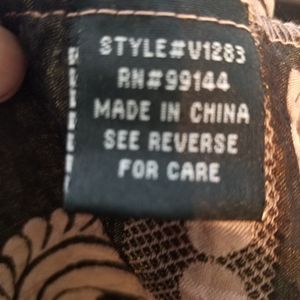 STYLE#V1283
RN#99144
MADE IN CHINA
SEE REVERSE
FOR CARE